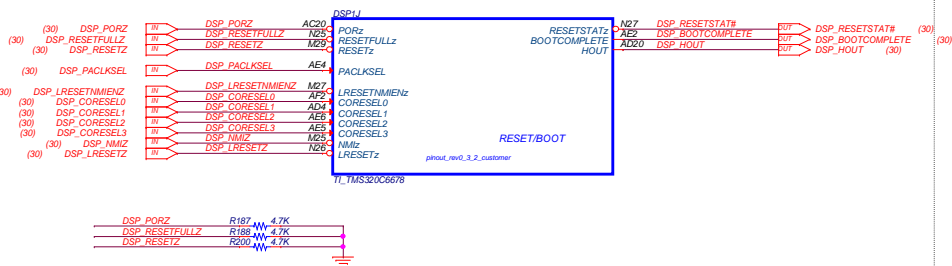 DSP1J
(30) DSP_PORZ IN DSP_PORZ AC20 PORz
(30) DSP_RESETFULLZ IN DSP_RESETFULLZ N25 RESETFULLz
(30) DSP_RESETZ IN DSP_RESETZ M29 RESETz
(30) DSP_PACLKSEL IN DSP_PACLKSEL AE4 PACLKSEL
(30) DSP_LRESETNMIENZ IN DSP_LRESETNMIENZ M27 LRESETNMIENz
(30) DSP_CORESEL0 IN DSP_CORESEL0 AF2 CORESEL0
(30) DSP_CORESEL1 IN DSP_CORESEL1 AD4 CORESEL1
(30) DSP_CORESEL2 IN DSP_CORESEL2 AE6 CORESEL2
(30) DSP_CORESEL3 IN DSP_CORESEL3 AE5 CORESEL3
(30) DSP_NMIZ IN DSP_NMIZ M25 NMIz
(30) DSP_LRESETZ IN DSP_LRESETZ N26 LRESETz
RESETSTATz N27 DSP_RESETSTAT# OUT DSP_RESETSTAT# (30)
BOOTCOMPLETE AE2 DSP_BOOTCOMPLETE OUT DSP_BOOTCOMPLETE (30)
HOUT AD20 DSP_HOUT OUT DSP_HOUT (30)
RESET/BOOT
pinout_rev0_3_2_customer
TI_TMS320C6678
DSP_PORZ R187 4.7K
DSP_RESETFULLZ R188 4.7K
DSP_RESETZ R200 4.7K